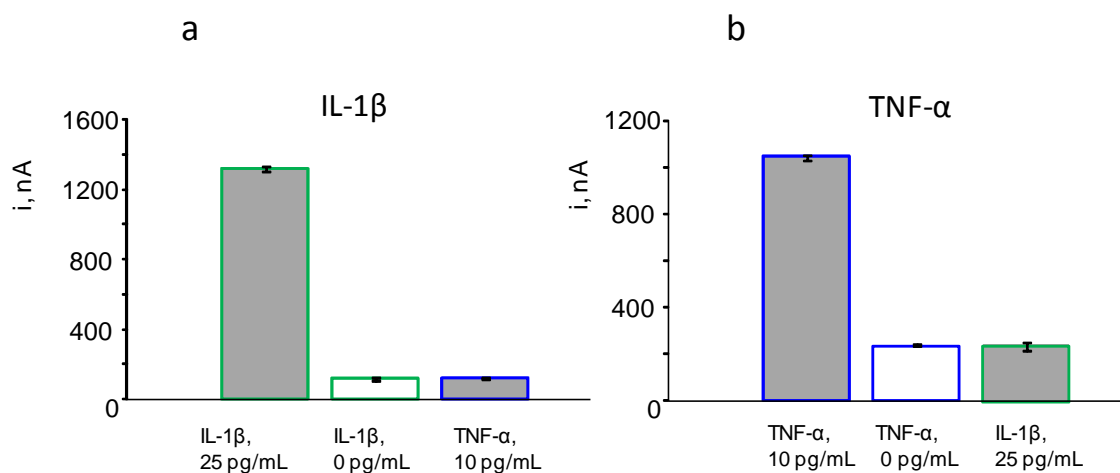 a
IL-1β
i, nA
1600
1200
800
400
0
IL-1β,
25 pg/mL
IL-1β,
0 pg/mL
TNF-α,
10 pg/mL
b
TNF-α
i, nA
1200
800
400
0
TNF-α,
10 pg/mL
TNF-α,
0 pg/mL
IL-1β,
25 pg/mL